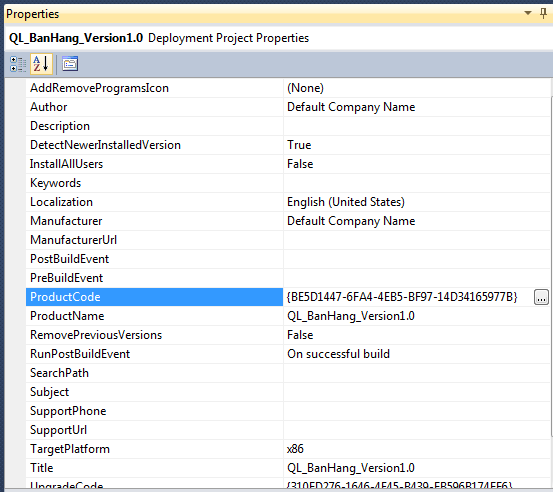 Properties
QL_BanHang_Version1.0 Deployment Project Properties
AddRemoveProgramsIcon (None)
Author Default Company Name
Description
DetectNewerInstalledVersion True
InstallAllUsers False
Keywords
Localization English (United States)
Manufacturer Default Company Name
ManufacturerUrl
PostBuildEvent
PreBuildEvent
ProductCode {BE5D1447-6FA4-4EB5-BF97-14D34165977B} ...
ProductName QL_BanHang_Version1.0
RemovePreviousVersions False
RunPostBuildEvent On successful build
SearchPath
Subject
SupportPhone
SupportUrl
TargetPlatform x86
Title QL_BanHang_Version1.0
UpgradeCode